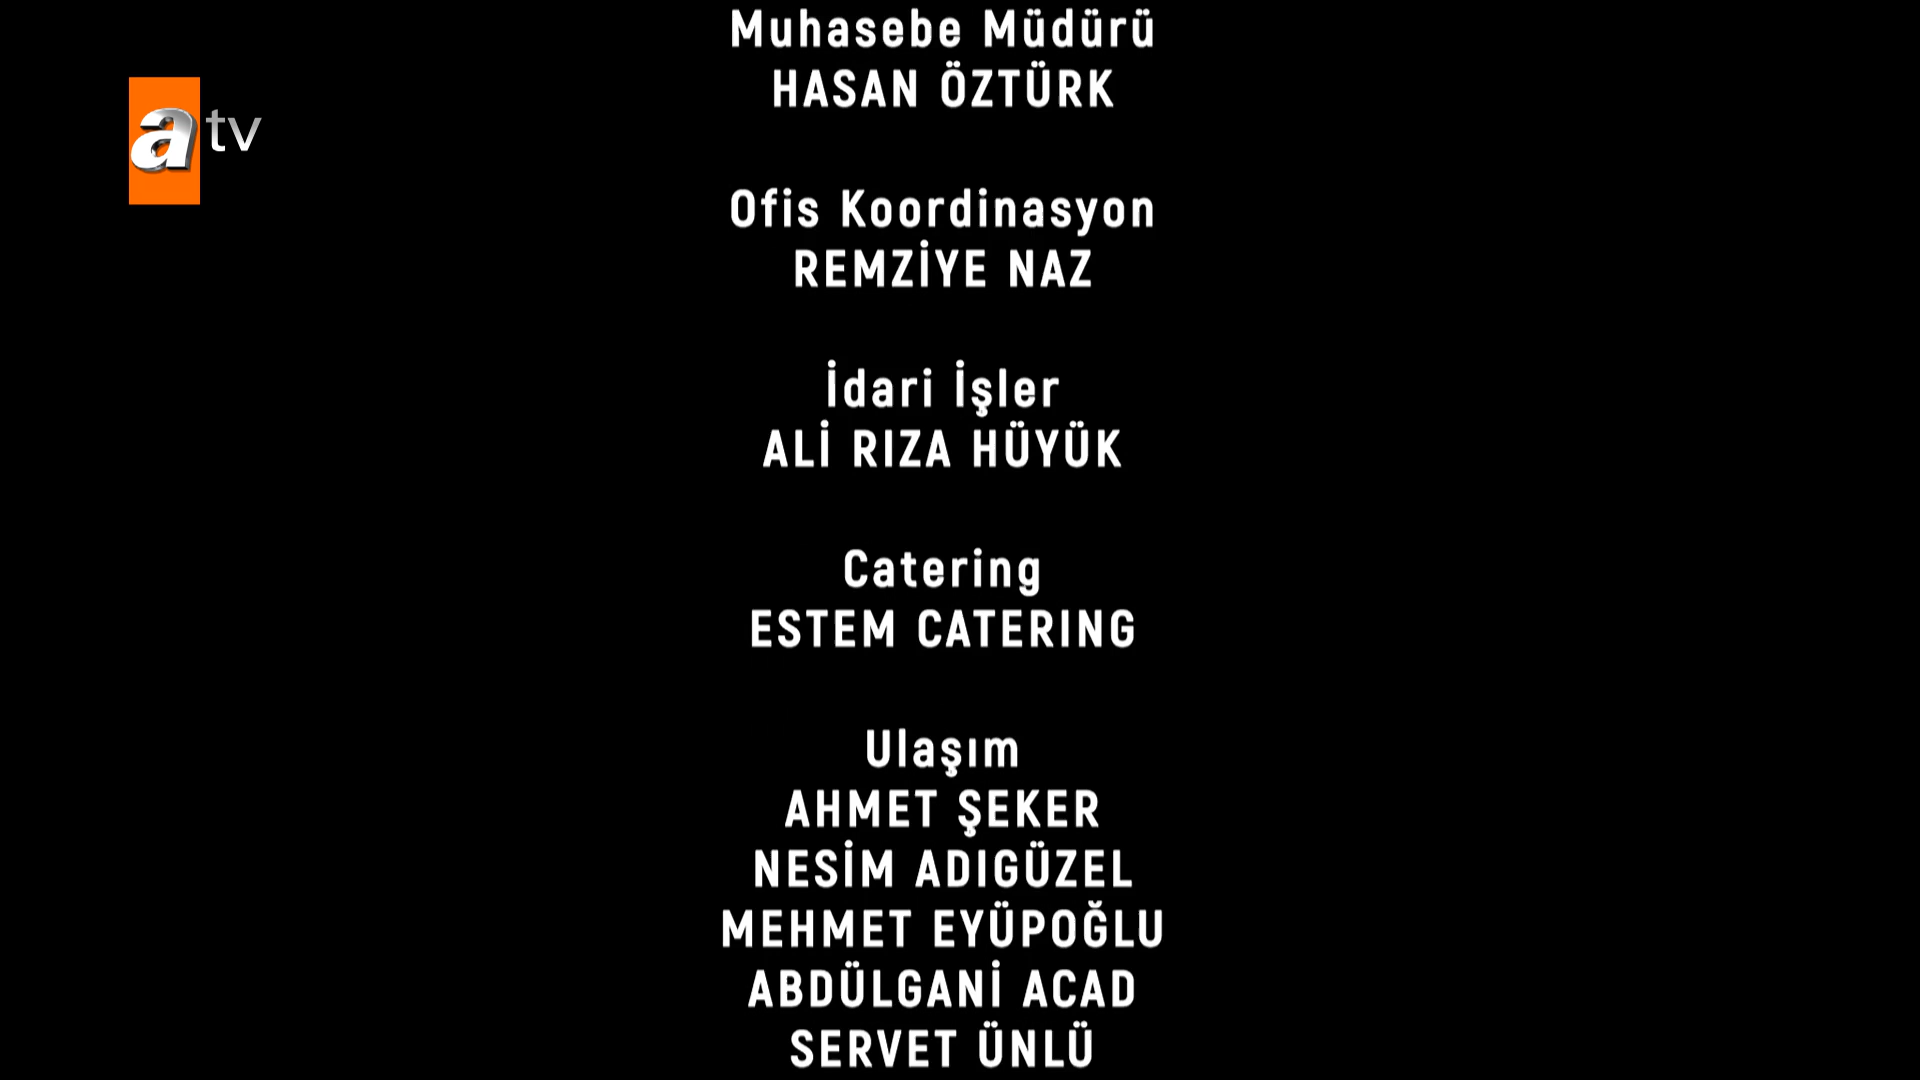 Muhasebe Müdürü
HASAN ÖZTÜRK
atv
Ofis Koordinasyon
REMZİYE NAZ
İdari İşler
ALİ RIZA HÜYÜK
Catering
ESTEM CATERING
Ulaşım
AHMET ŞEKER
NESİM ADIGÜZEL
MEHMET EYÜPOĞLU
ABDÜLGANİ ACAD
SERVET ÜNLÜ